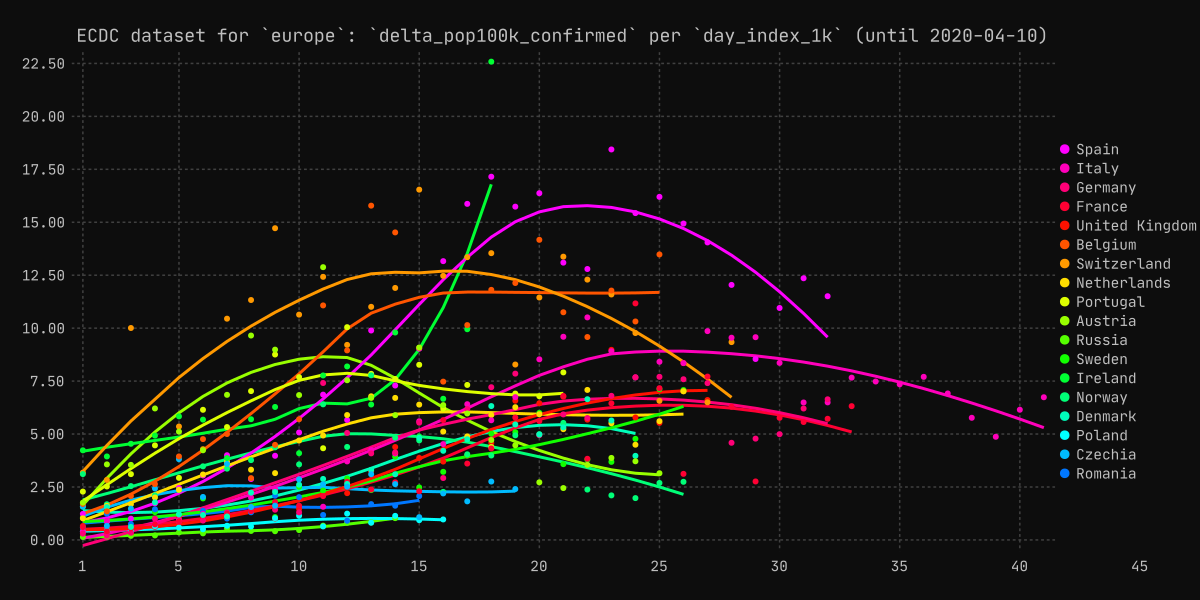 ECDC dataset for `europe`: `delta_pop100k_confirmed` per `day_index_1k` (until 2020-04-10)
22.50
20.00
17.50
15.00
12.50
10.00
7.50
5.00
2.50
0.00
1 5 10 15 20 25 30 35 40 45
Spain
Italy
Germany
France
United Kingdom
Belgium
Switzerland
Netherlands
Portugal
Austria
Russia
Sweden
Ireland
Norway
Denmark
Poland
Czechia
Romania